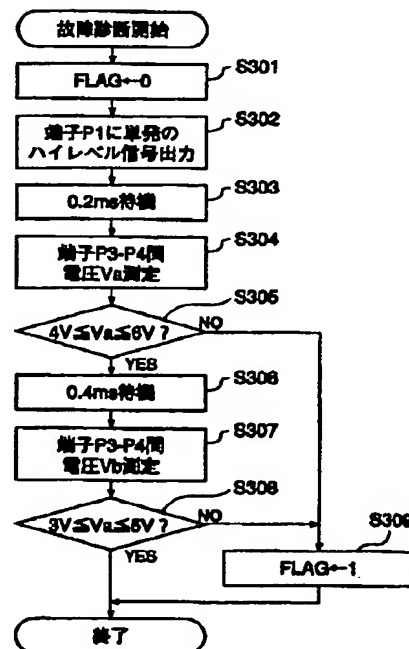 故障診断開始
S301
FLAG←0
S302
端子P1に単発の
ハイレベル信号出力
S303
0.2ms待機
S304
端子P3-P4間
電圧Va測定
S305
4V≦Va≦6V ?
NO
YES
S306
0.4ms待機
S307
端子P3-P4間
電圧Vb測定
S308
3V≦Va≦5V ?
NO
YES
S309
FLAG←1
終了